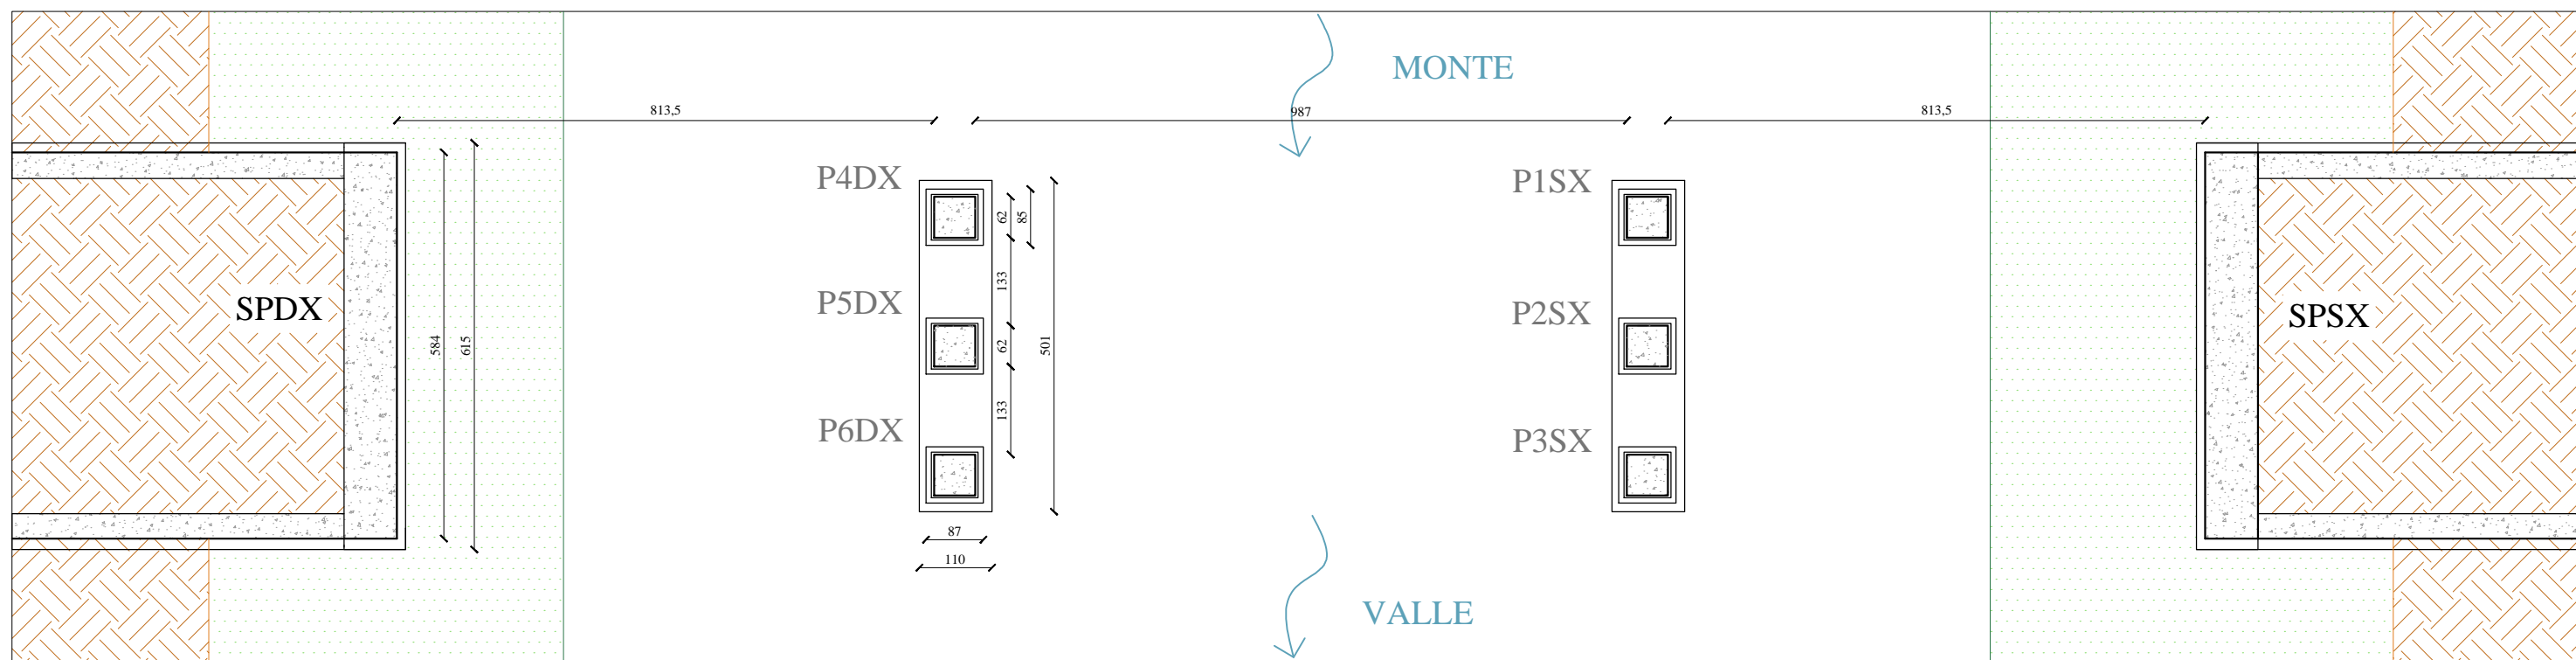 MONTE
813,5
987
813,5
P4DX
P1SX
62
85
133
P5DX
P2SX
SPDX
SPSX
584
615
62
501
133
P6DX
P3SX
87
110
VALLE